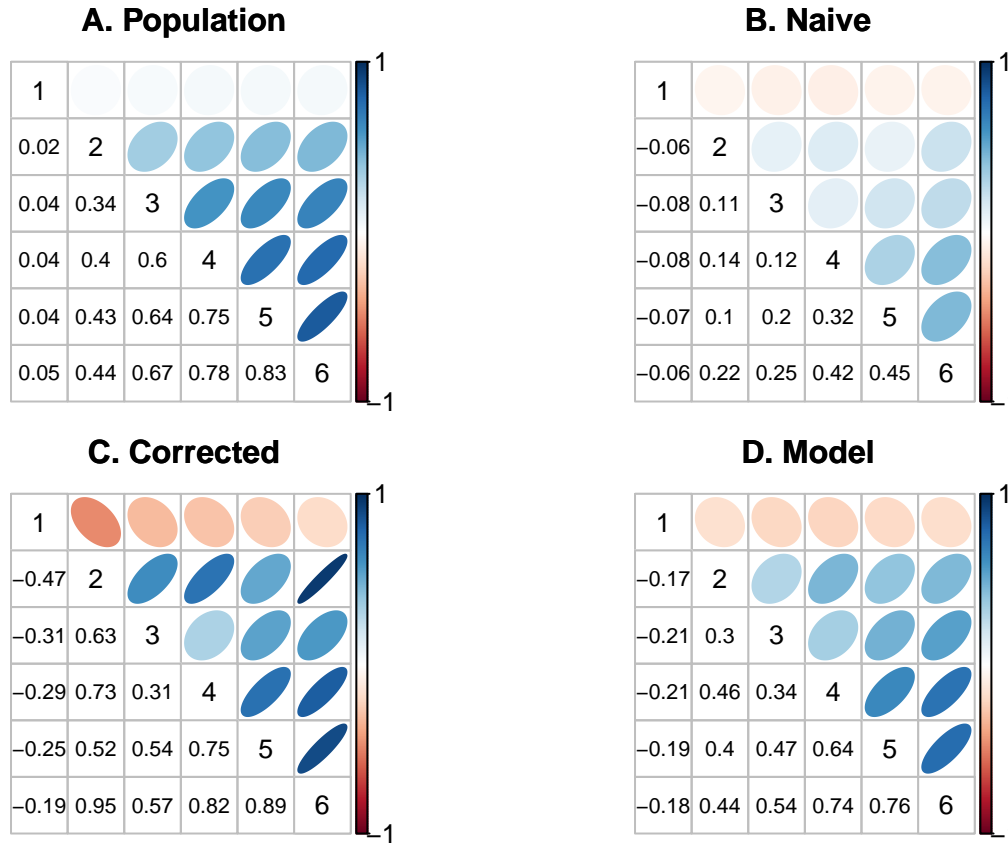 A. Population
1
1
0.02 2
0.04 0.34 3
0.04 0.4 0.6 4
0.04 0.43 0.64 0.75 5
0.05 0.44 0.67 0.78 0.83 6
−1
B. Naive
1
1
−0.06 2
−0.08 0.11 3
−0.08 0.14 0.12 4
−0.07 0.1 0.2 0.32 5
−0.06 0.22 0.25 0.42 0.45 6
−
C. Corrected
1
1
−0.47 2
−0.31 0.63 3
−0.29 0.73 0.31 4
−0.25 0.52 0.54 0.75 5
−0.19 0.95 0.57 0.82 0.89 6
−1
D. Model
1
1
−0.17 2
−0.21 0.3 3
−0.21 0.46 0.34 4
−0.19 0.4 0.47 0.64 5
−0.18 0.44 0.54 0.74 0.76 6
−